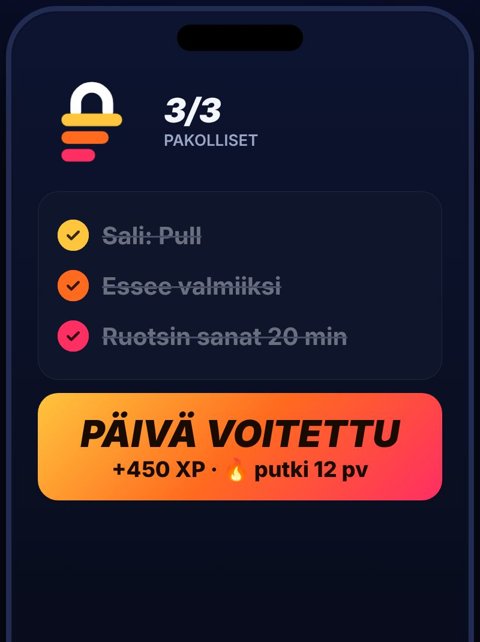 3/3
PAKOLLISET
Sali: Pull
Essee valmiiksi
Ruotsin sanat 20 min
PÄIVÄ VOITETTU
+450 XP · 🔥 putki 12 pv